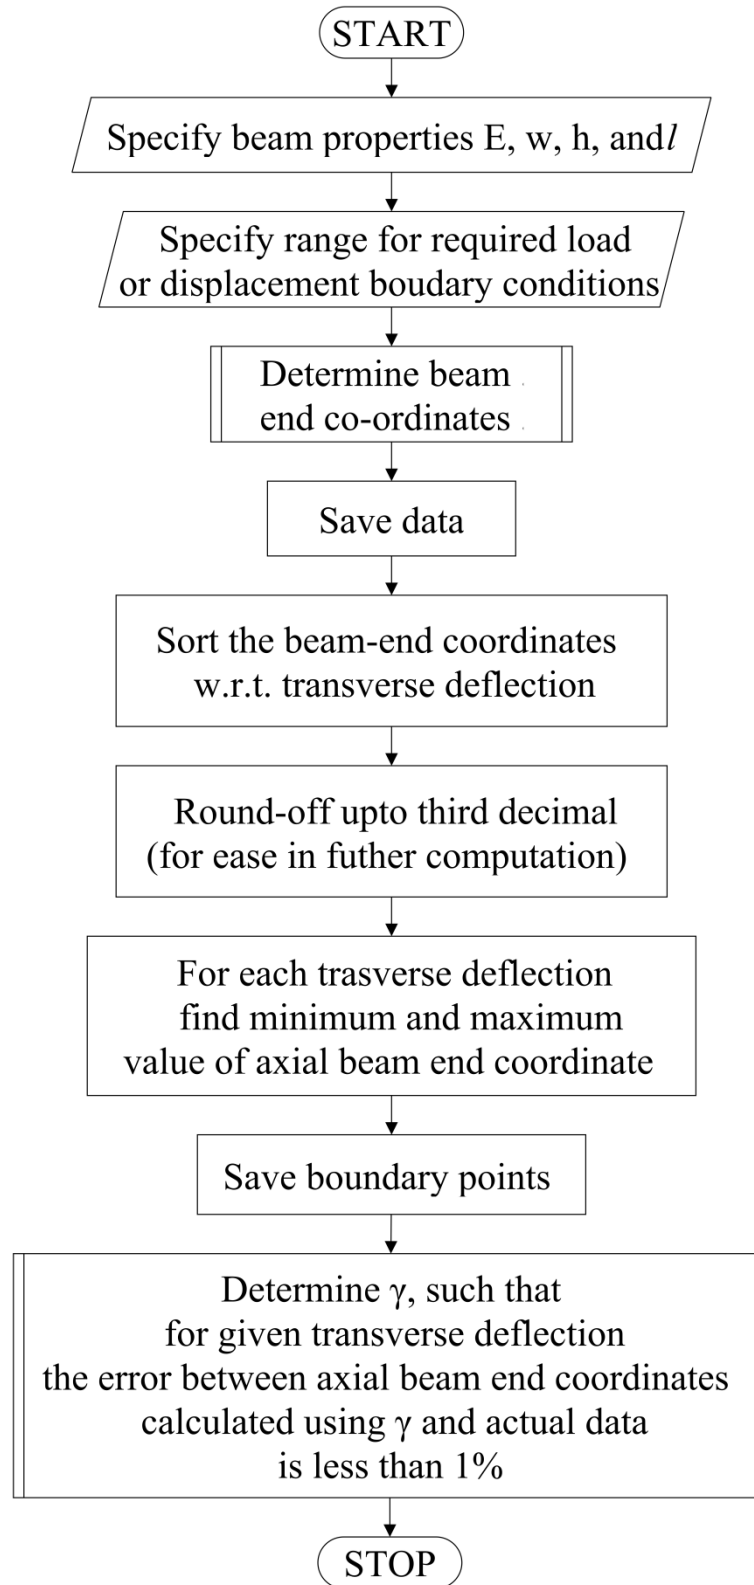 START
Specify beam properties E, w, h, and l
Specify range for required load
or displacement boudary conditions
Determine beam
end co-ordinates
Save data
Sort the beam-end coordinates
w.r.t. transverse deflection
Round-off upto third decimal
(for ease in futher computation)
For each trasverse deflection
find minimum and maximum
value of axial beam end coordinate
Save boundary points
Determine γ, such that
for given transverse deflection
the error between axial beam end coordinates
calculated using γ and actual data
is less than 1%
STOP